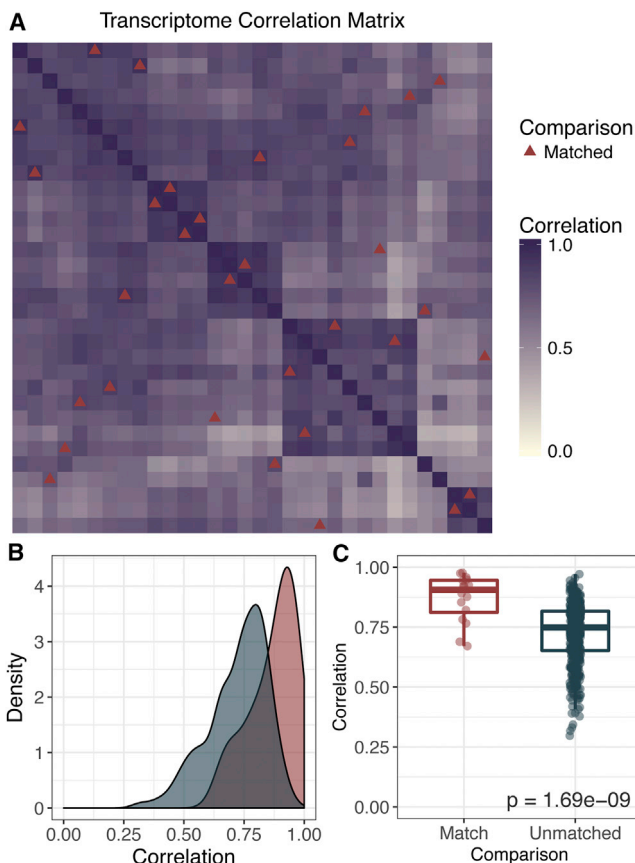 A
Transcriptome Correlation Matrix
Comparison
Matched
Correlation
1.0
0.5
0.0
B
Density
4
3
2
1
0
0.00 0.25 0.50 0.75 1.00
Correlation
C
Correlation
1.00
0.75
0.50
0.25
0.00
p = 1.69e−09
Match Unmatched
Comparison